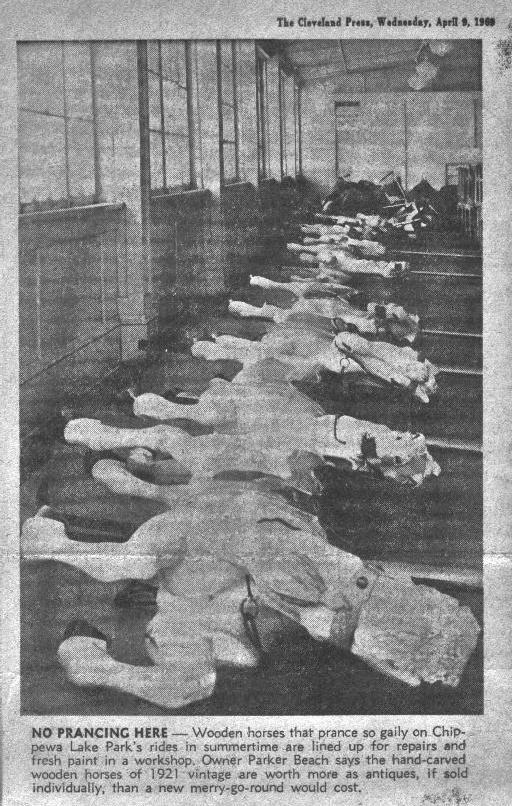 The Cleveland Press, Wednesday, April 9, 1969
NO PRANCING HERE — Wooden horses that prance so gaily on Chip-
pewa Lake Park's rides in summertime are lined up for repairs and
fresh paint in a workshop. Owner Parker Beach says the hand-carved
wooden horses of 1921 vintage are worth more as antiques, if sold
individually, than a new merry-go-round would cost.